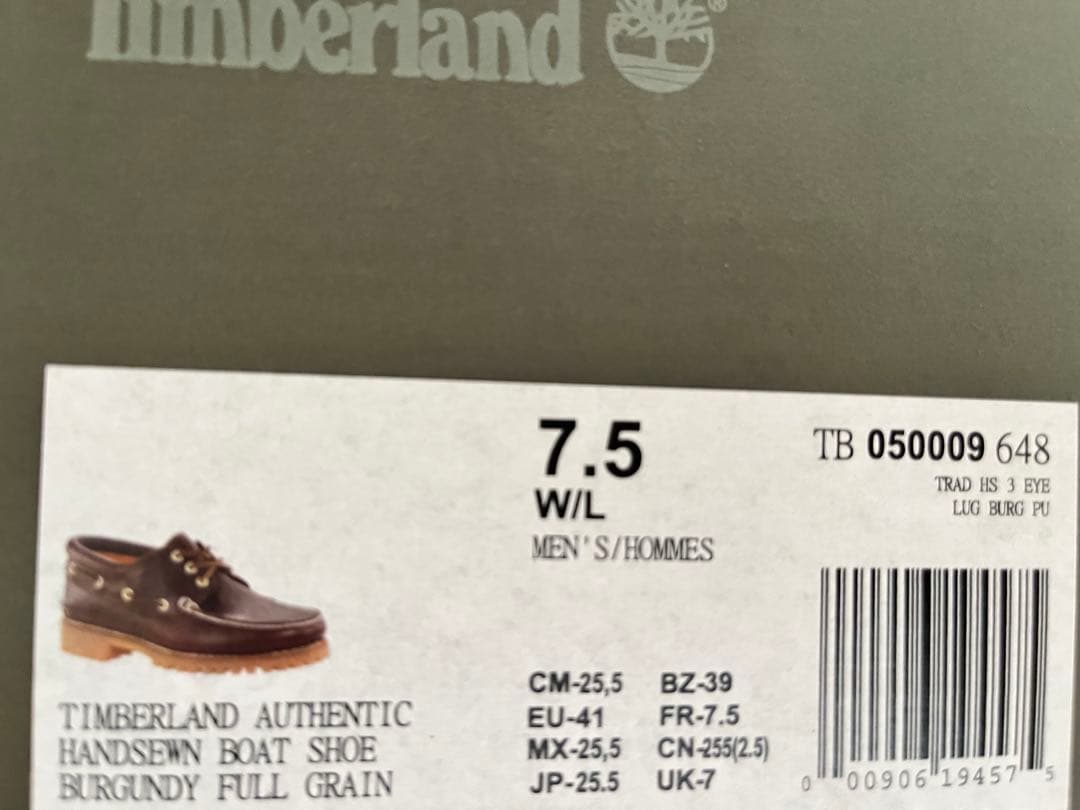 Timberland®
7.5
W/L
MEN'S/HOMMES
TB 050009 648
TRAD HS 3 EYE
LUG BURG PU
TIMBERLAND AUTHENTIC
HANDSEWN BOAT SHOE
BURGUNDY FULL GRAIN
CM-25,5 BZ-39
EU-41 FR-7.5
MX-25,5 CN-255(2.5)
JP-25.5 UK-7
0 00906 19457 5